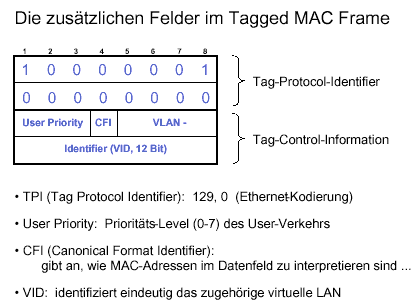 Die zusätzlichen Felder im Tagged MAC Frame
1 2 3 4 5 6 7 8
1 0 0 0 0 0 0 1
0 0 0 0 0 0 0 0
Tag-Protocol-Identifier
User Priority CFI VLAN -
Identifier (VID, 12 Bit)
Tag-Control-Information
• TPI (Tag Protocol Identifier): 129, 0 (Ethernet-Kodierung)
• User Priority: Prioritäts-Level (0-7) des User-Verkehrs
• CFI (Canonical Format Identifier):
gibt an, wie MAC-Adressen im Datenfeld zu interpretieren sind ...
• VID: identifiziert eindeutig das zugehörige virtuelle LAN